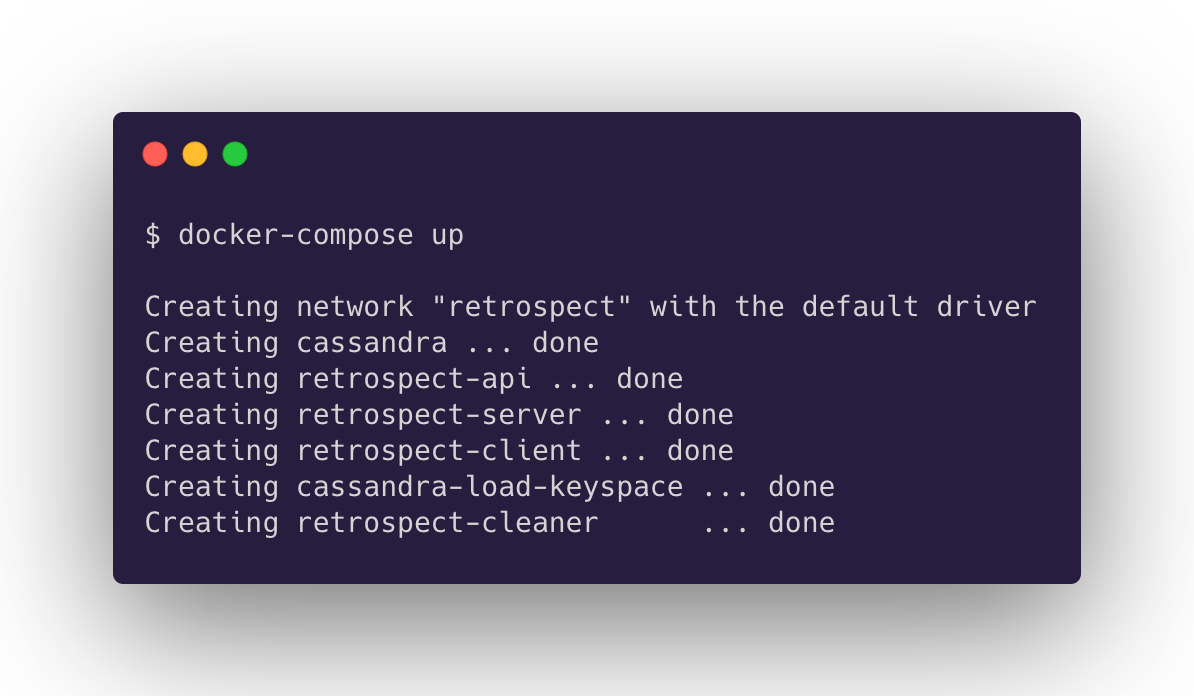 $ docker-compose up
Creating network "retrospect" with the default driver
Creating cassandra ... done
Creating retrospect-api ... done
Creating retrospect-server ... done
Creating retrospect-client ... done
Creating cassandra-load-keyspace ... done
Creating retrospect-cleaner      ... done